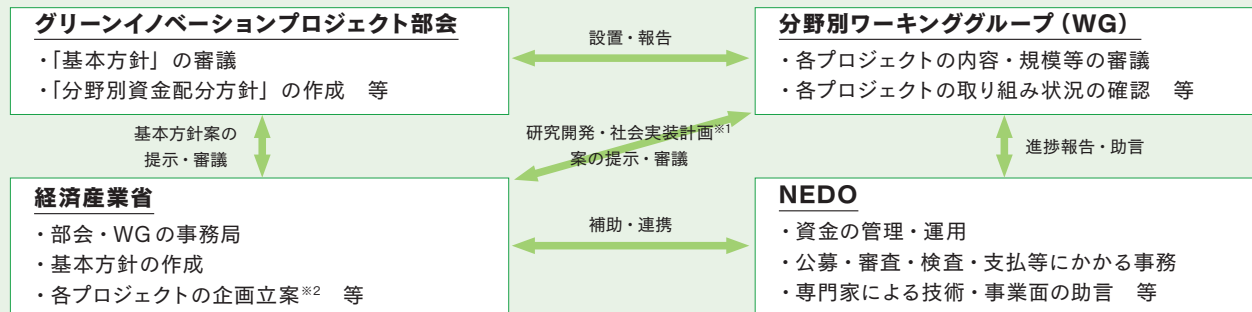 グリーンイノベーションプロジェクト部会
・「基本方針」の審議
・「分野別資金配分方針」の作成　等
設置・報告
分野別ワーキンググループ（WG）
・各プロジェクトの内容・規模等の審議
・各プロジェクトの取り組み状況の確認　等
基本方針案の
提示・審議
研究開発・社会実装計画※1
案の提示・審議
進捗報告・助言
経済産業省
・部会・WGの事務局
・基本方針の作成
・各プロジェクトの企画立案※2　等
補助・連携
NEDO
・資金の管理・運用
・公募・審査・検査・支払等にかかる事務
・専門家による技術・事業面の助言　等